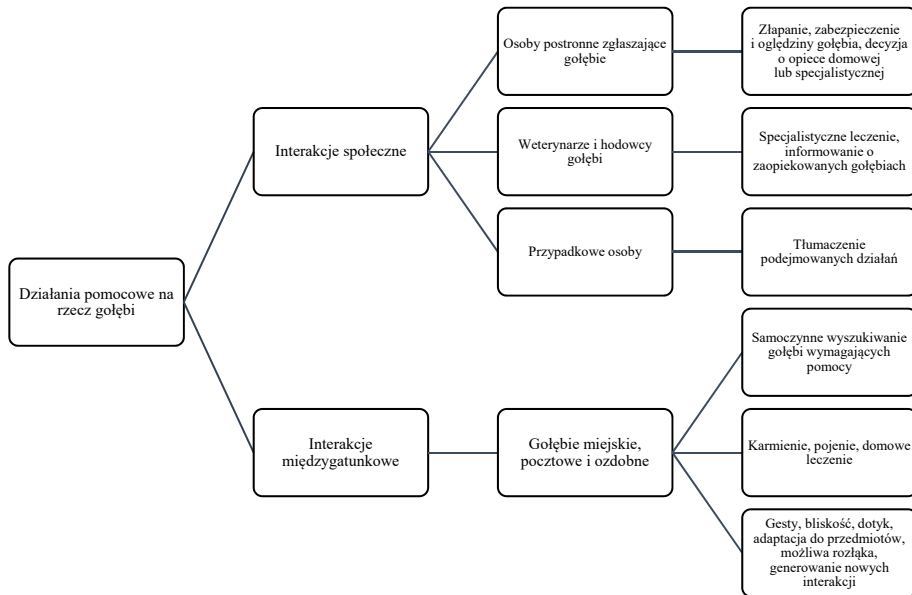 Działania pomocowe na
rzecz gołębi
Interakcje społeczne
Osoby postronne zgłaszające
gołębie
Złapanie, zabezpieczenie
i oględziny gołębia, decyzja
o opiece domowej
lub specjalistycznej
Weterynarze i hodowcy
gołębi
Specjalistyczne leczenie,
informowanie o
zaopiekowanych gołębiach
Przypadkowe osoby
Tłumaczenie
podejmowanych działań
Interakcje
międzygatunkowe
Gołębie miejskie,
pocztowe i ozdobne
Samoczynne wyszukiwanie
gołębi wymagających
pomocy
Karmienie, pojenie, domowe
leczenie
Gesty, bliskość, dotyk,
adaptacja do przedmiotów,
możliwa rozłąka,
generowanie nowych
interakcji